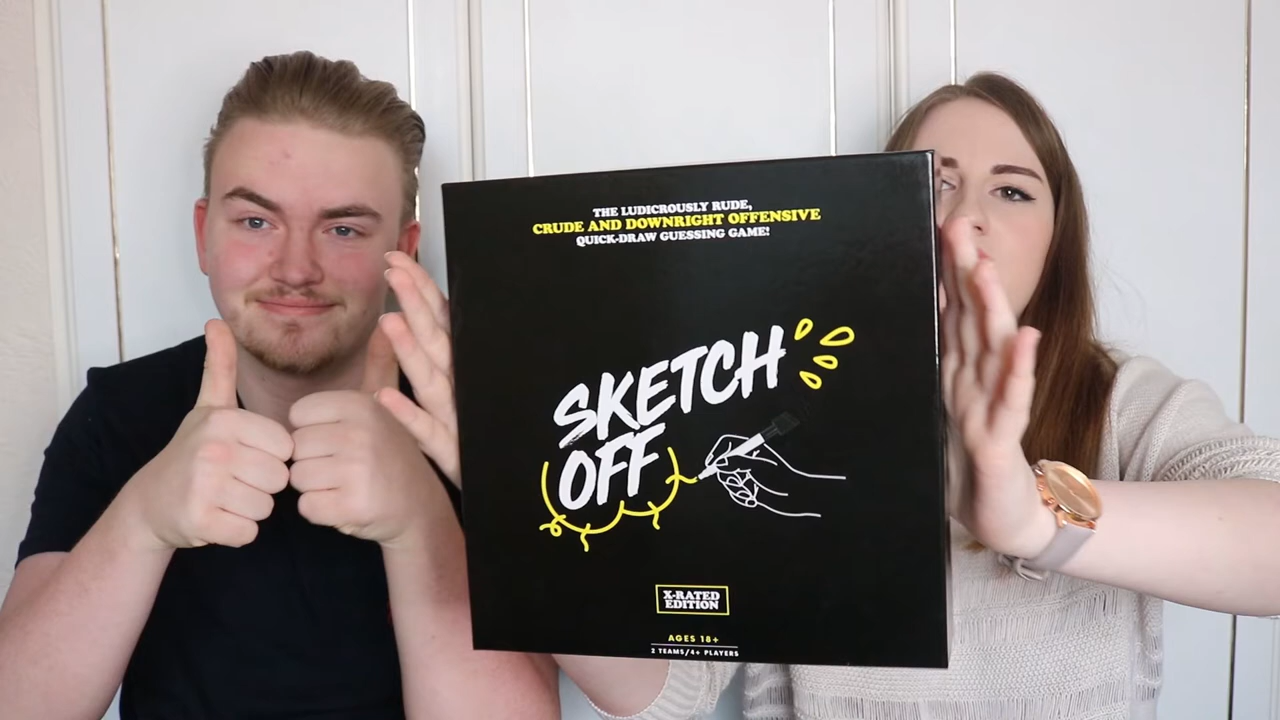 THE LUDICROUSLY RUDE,
CRUDE AND DOWNRIGHT OFFENSIVE
QUICK-DRAW GUESSING GAME!
SKETCH
OFF
X-RATED
EDITION
AGES 18+
2 TEAMS/4+ PLAYERS